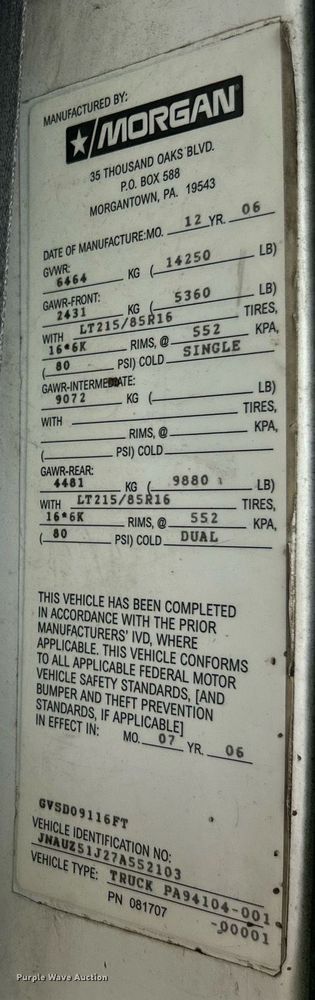 MANUFACTURED BY:
MORGAN
35 THOUSAND OAKS BLVD.
P.O. BOX 588
MORGANTOWN, PA. 19543
DATE OF MANUFACTURE:MO. 12 YR. 06
GVWR: 6464 KG ( 14250 LB)
GAWR-FRONT: 2431 KG ( 5360 LB)
WITH LT215/85R16 TIRES,
16*6K RIMS, @ 552 KPA,
( 80 PSI) COLD SINGLE
GAWR-INTERMEDIATE:
9072 KG ( LB)
WITH TIRES,
RIMS, @ KPA,
( PSI) COLD
GAWR-REAR:
4481 KG ( 9880 LB)
WITH LT215/85R16 TIRES,
16*6K RIMS, @ 552 KPA,
( 80 PSI) COLD DUAL
THIS VEHICLE HAS BEEN COMPLETED
IN ACCORDANCE WITH THE PRIOR
MANUFACTURERS' IVD, WHERE
APPLICABLE. THIS VEHICLE CONFORMS
TO ALL APPLICABLE FEDERAL MOTOR
VEHICLE SAFETY STANDARDS, [AND
BUMPER AND THEFT PREVENTION
STANDARDS, IF APPLICABLE]
IN EFFECT IN: MO. 07 YR. 06
GVSD09116FT
VEHICLE IDENTIFICATION NO:
JNAUZ51J27A552103
VEHICLE TYPE: TRUCK PA94104-001
-00001
PN 081707
Purple Wave Auction